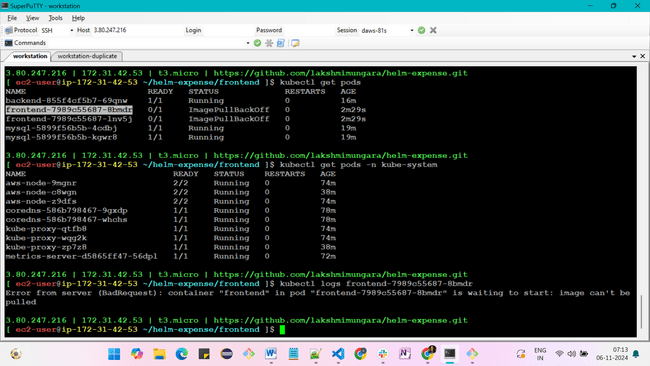 SuperPuTTY - workstation
File View Tools Help
Protocol SSH Host 3.80.247.216 Login Password Session daws-81s
Commands
workstation workstation-duplicate
3.80.247.216 | 172.31.42.53 | t3.micro | https://github.com/lakshmimungara/helm-expense.git
[ ec2-user@ip-172-31-42-53 ~/helm-expense/frontend ]$ kubectl get pods
NAME READY STATUS RESTARTS AGE
backend-855f4cf5b7-69qnw 1/1 Running 0 16m
frontend-7989c55687-8bmdr 0/1 ImagePullBackOff 0 2m29s
frontend-7989c55687-lnv5j 0/1 ImagePullBackOff 0 2m29s
mysql-5899f56b5b-4cdbj 1/1 Running 0 19m
mysql-5899f56b5b-kgwr8 1/1 Running 0 19m
3.80.247.216 | 172.31.42.53 | t3.micro | https://github.com/lakshmimungara/helm-expense.git
[ ec2-user@ip-172-31-42-53 ~/helm-expense/frontend ]$ kubectl get pods -n kube-system
NAME READY STATUS RESTARTS AGE
aws-node-9mgnr 2/2 Running 0 74m
aws-node-c8wgn 2/2 Running 0 38m
aws-node-z9dfs 2/2 Running 0 74m
coredns-586b798467-9gxdp 1/1 Running 0 78m
coredns-586b798467-whchs 1/1 Running 0 78m
kube-proxy-qtfb8 1/1 Running 0 74m
kube-proxy-wqg2k 1/1 Running 0 74m
kube-proxy-zp7z8 1/1 Running 0 38m
metrics-server-d5865ff47-56dpl 1/1 Running 0 72m
3.80.247.216 | 172.31.42.53 | t3.micro | https://github.com/lakshmimungara/helm-expense.git
[ ec2-user@ip-172-31-42-53 ~/helm-expense/frontend ]$ kubectl logs frontend-7989c55687-8bmdr
Error from server (BadRequest): container "frontend" in pod "frontend-7989c55687-8bmdr" is waiting to start: image can't be
pulled
3.80.247.216 | 172.31.42.53 | t3.micro | https://github.com/lakshmimungara/helm-expense.git
[ ec2-user@ip-172-31-42-53 ~/helm-expense/frontend ]$
ENG
IN
07:13
06-11-2024